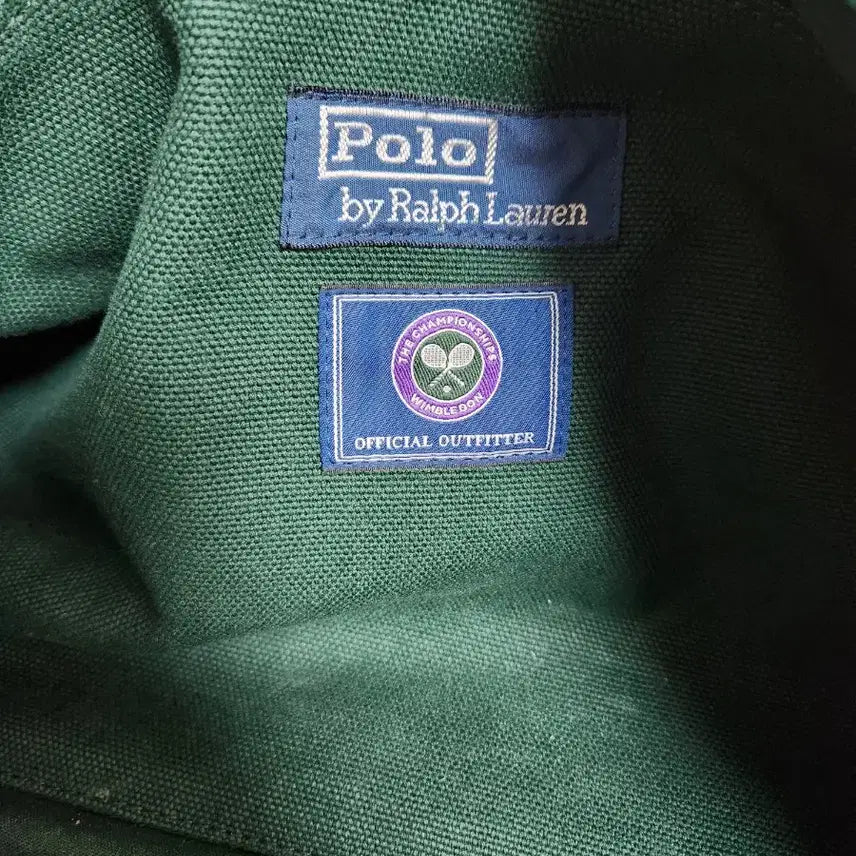 Polo
by Ralph Lauren
THE CHAMPIONSHIPS
WIMBLEDON
OFFICIAL OUTFITTER